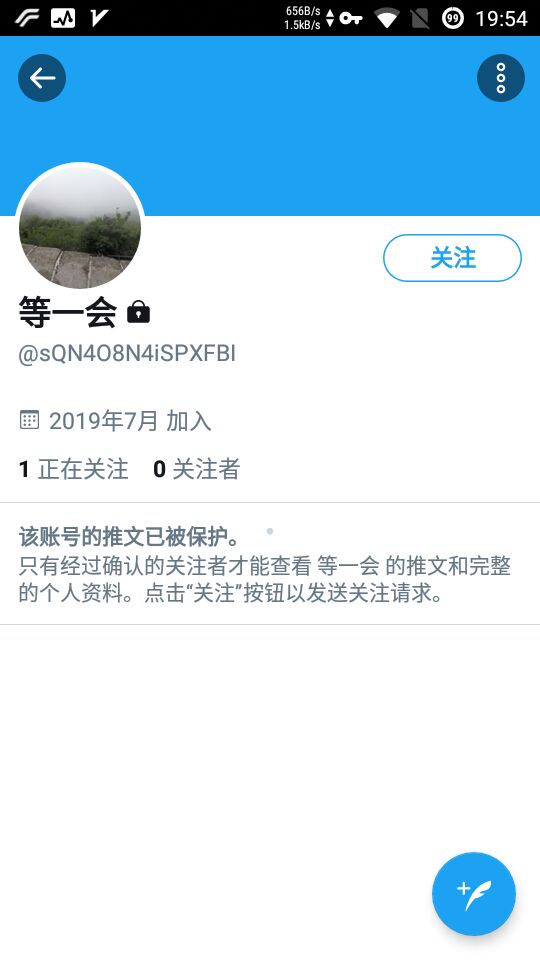 656B/s
1.5kB/s
99
19:54
关注
等一会
@sQN4O8N4iSPXFBI
2019年7月 加入
1 正在关注 0 关注者
该账号的推文已被保护。
只有经过确认的关注者才能查看 等一会 的推文和完整
的个人资料。点击“关注”按钮以发送关注请求。